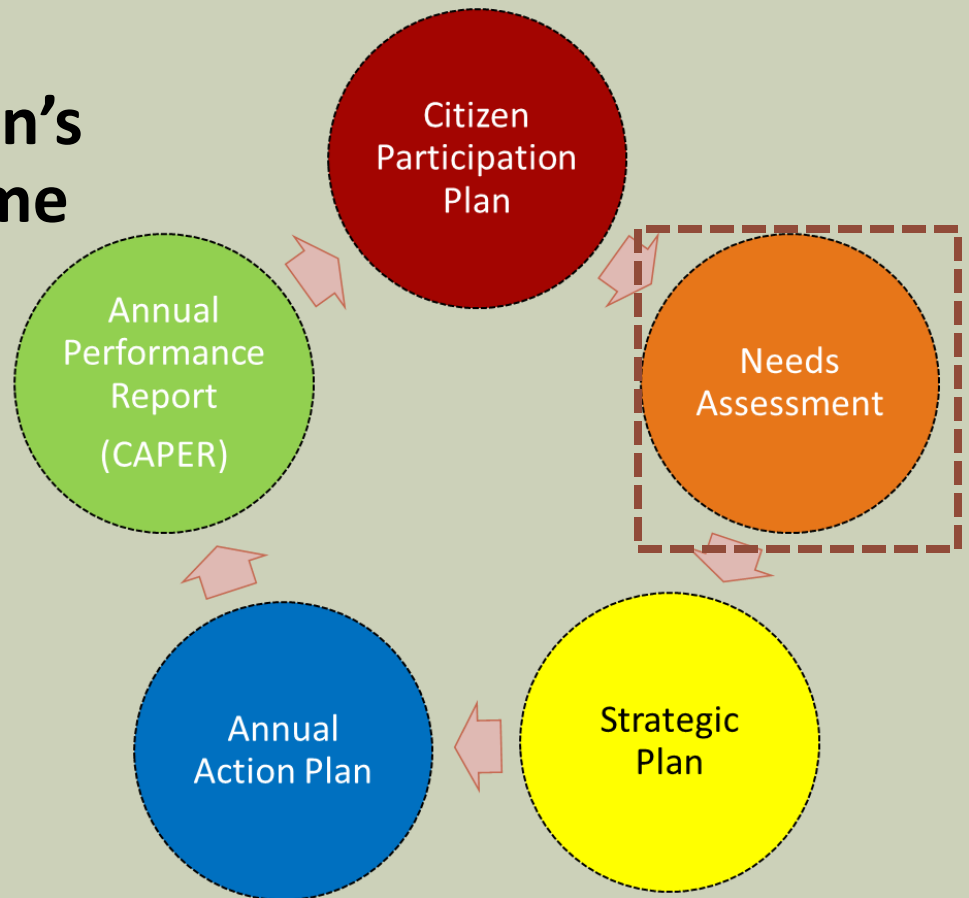 n’s
me
Citizen
Participation
Plan
Needs
Assessment
Strategic
Plan
Annual
Action Plan
Annual
Performance
Report
(CAPER)